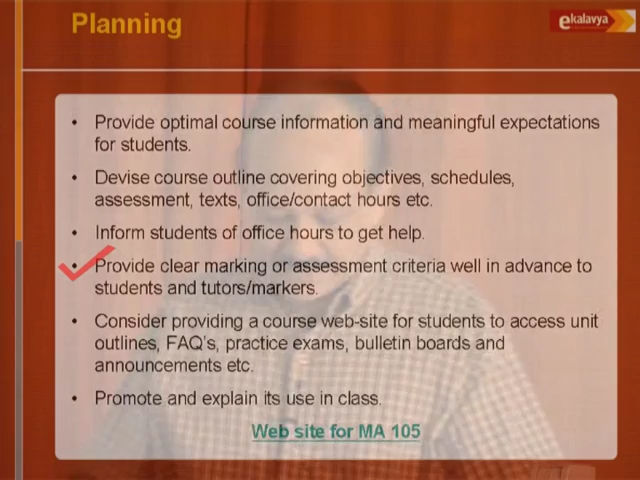 Planning
ekalavya
• Provide optimal course information and meaningful expectations
for students.
• Devise course outline covering objectives, schedules,
assessment, texts, office/contact hours etc.
• Inform students of office hours to get help.
Provide clear marking or assessment criteria well in advance to
students and tutors/markers.
• Consider providing a course web-site for students to access unit
outlines, FAQ's, practice exams, bulletin boards and
announcements etc.
• Promote and explain its use in class.
Web site for MA 105